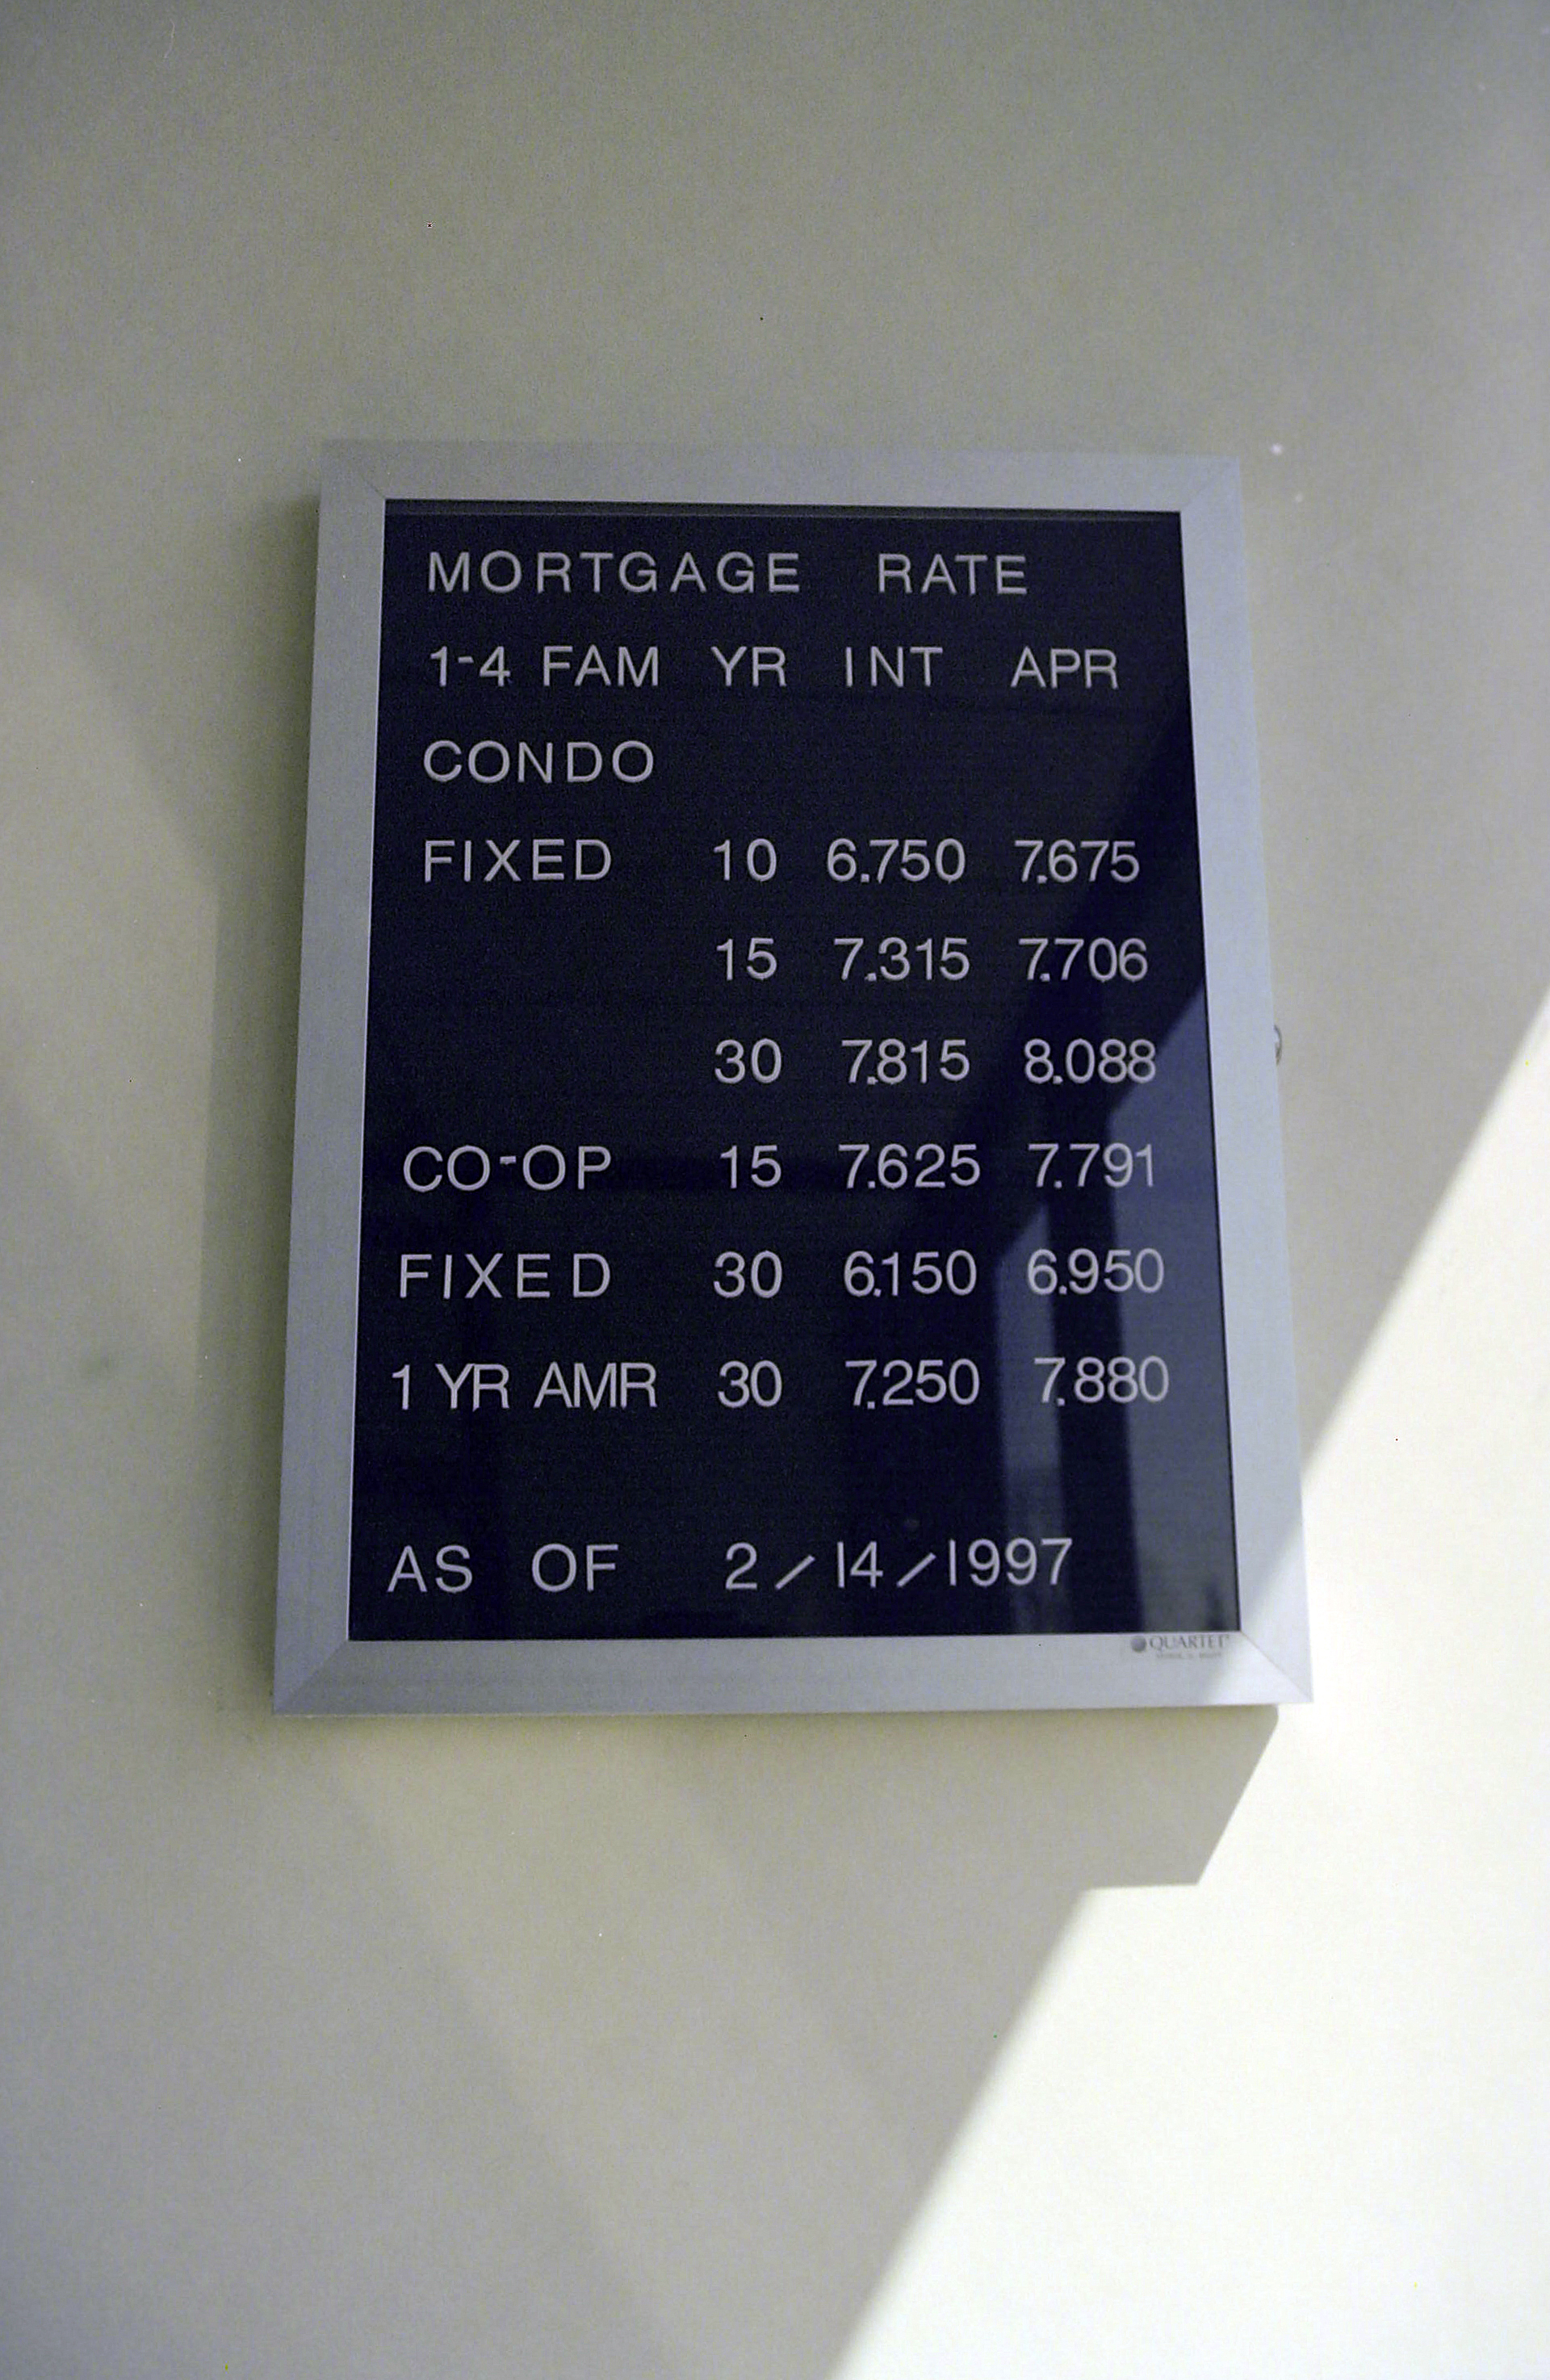 MORTGAGE RATE
1-4 FAM YR INT APR
CONDO
FIXED 10 6.750 7.675
15 7.315 7.706
30 7.815 8.088
CO-OP 15 7.625 7.791
FIXED 30 6.150 6.950
1 YR AMR 30 7.250 7.880
AS OF 2/14/1997
QUARTET